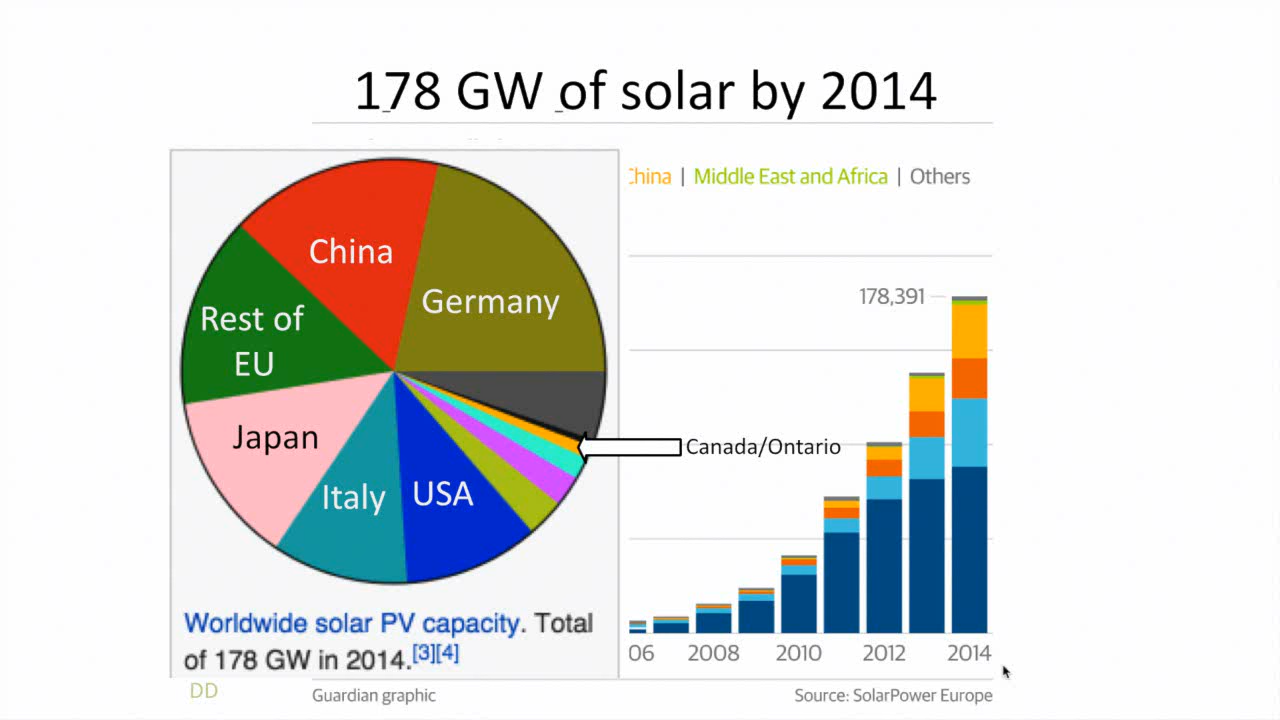 178 GW of solar by 2014
China | Middle East and Africa | Others
178,391
China
Germany
Rest of
EU
Japan
Italy
USA
Canada/Ontario
Worldwide solar PV capacity. Total
of 178 GW in 2014.[3][4]
06 2008 2010 2012 2014
DD
Guardian graphic
Source: SolarPower Europe